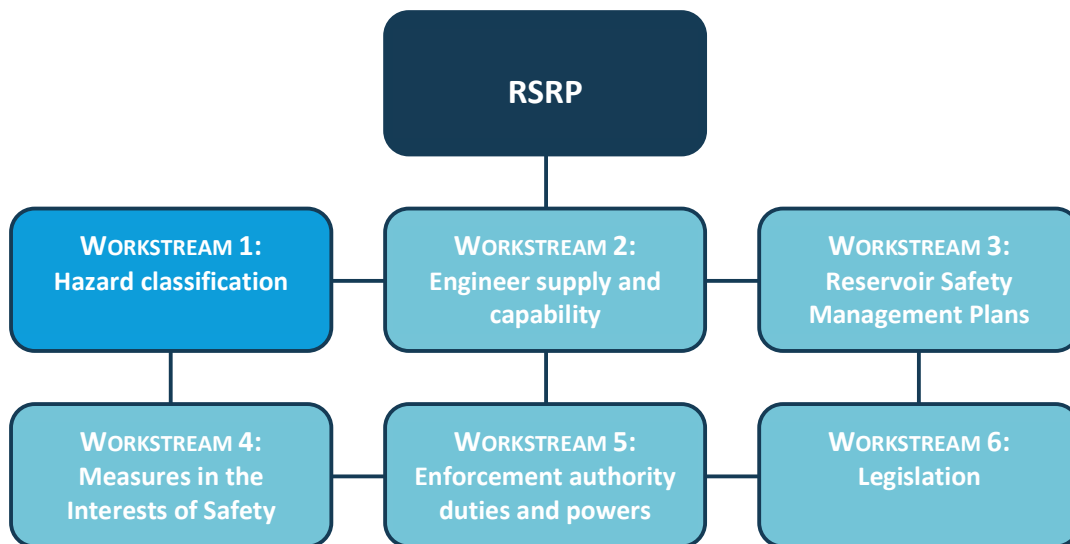 RSRP
WORKSTREAM 1:
Hazard classification
WORKSTREAM 2:
Engineer supply and
capability
WORKSTREAM 3:
Reservoir Safety
Management Plans
WORKSTREAM 4:
Measures in the
Interests of Safety
WORKSTREAM 5:
Enforcement authority
duties and powers
WORKSTREAM 6:
Legislation